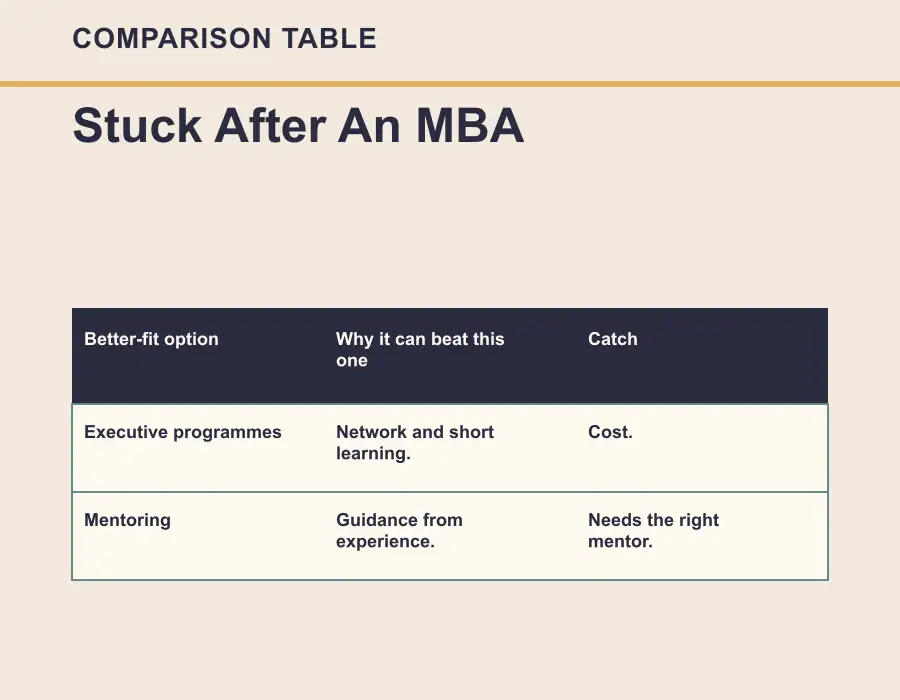 COMPARISON TABLE
Stuck After An MBA
Better-fit option
Why it can beat this
one
Catch
Executive programmes
Network and short
learning.
Cost.
Mentoring
Guidance from
experience.
Needs the right
mentor.